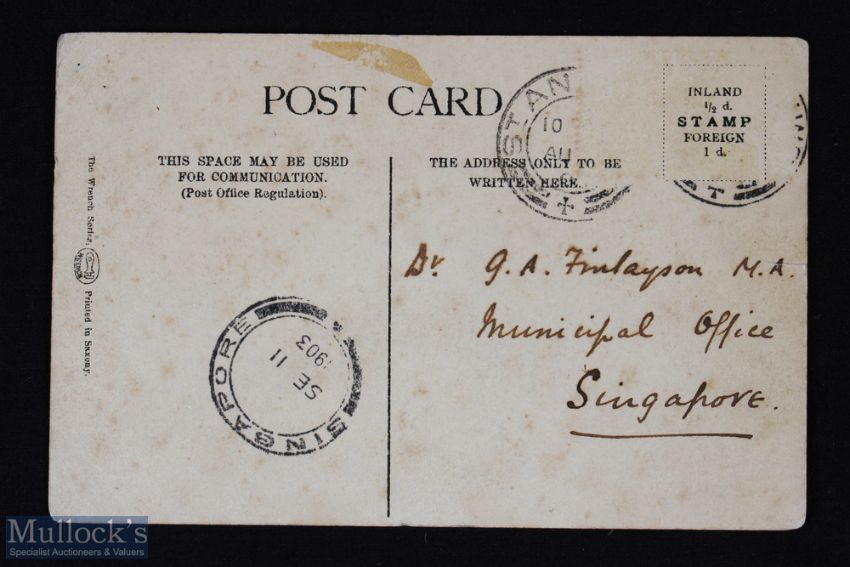 POST CARD
THIS SPACE MAY BE USED
FOR COMMUNICATION.
(Post Office Regulation).
THE ADDRESS ONLY TO BE
WRITTEN HERE.
INLAND
½ d.
STAMP
FOREIGN
1 d.
10
AU
The Wrench Series,
Printed in Saxony.
Dr G. A. Finlayson M.A.
Municipal Office
Singapore.
SINGAPORE
SE 11
1903
Mullock's
Specialist Auctioneers & Valuers